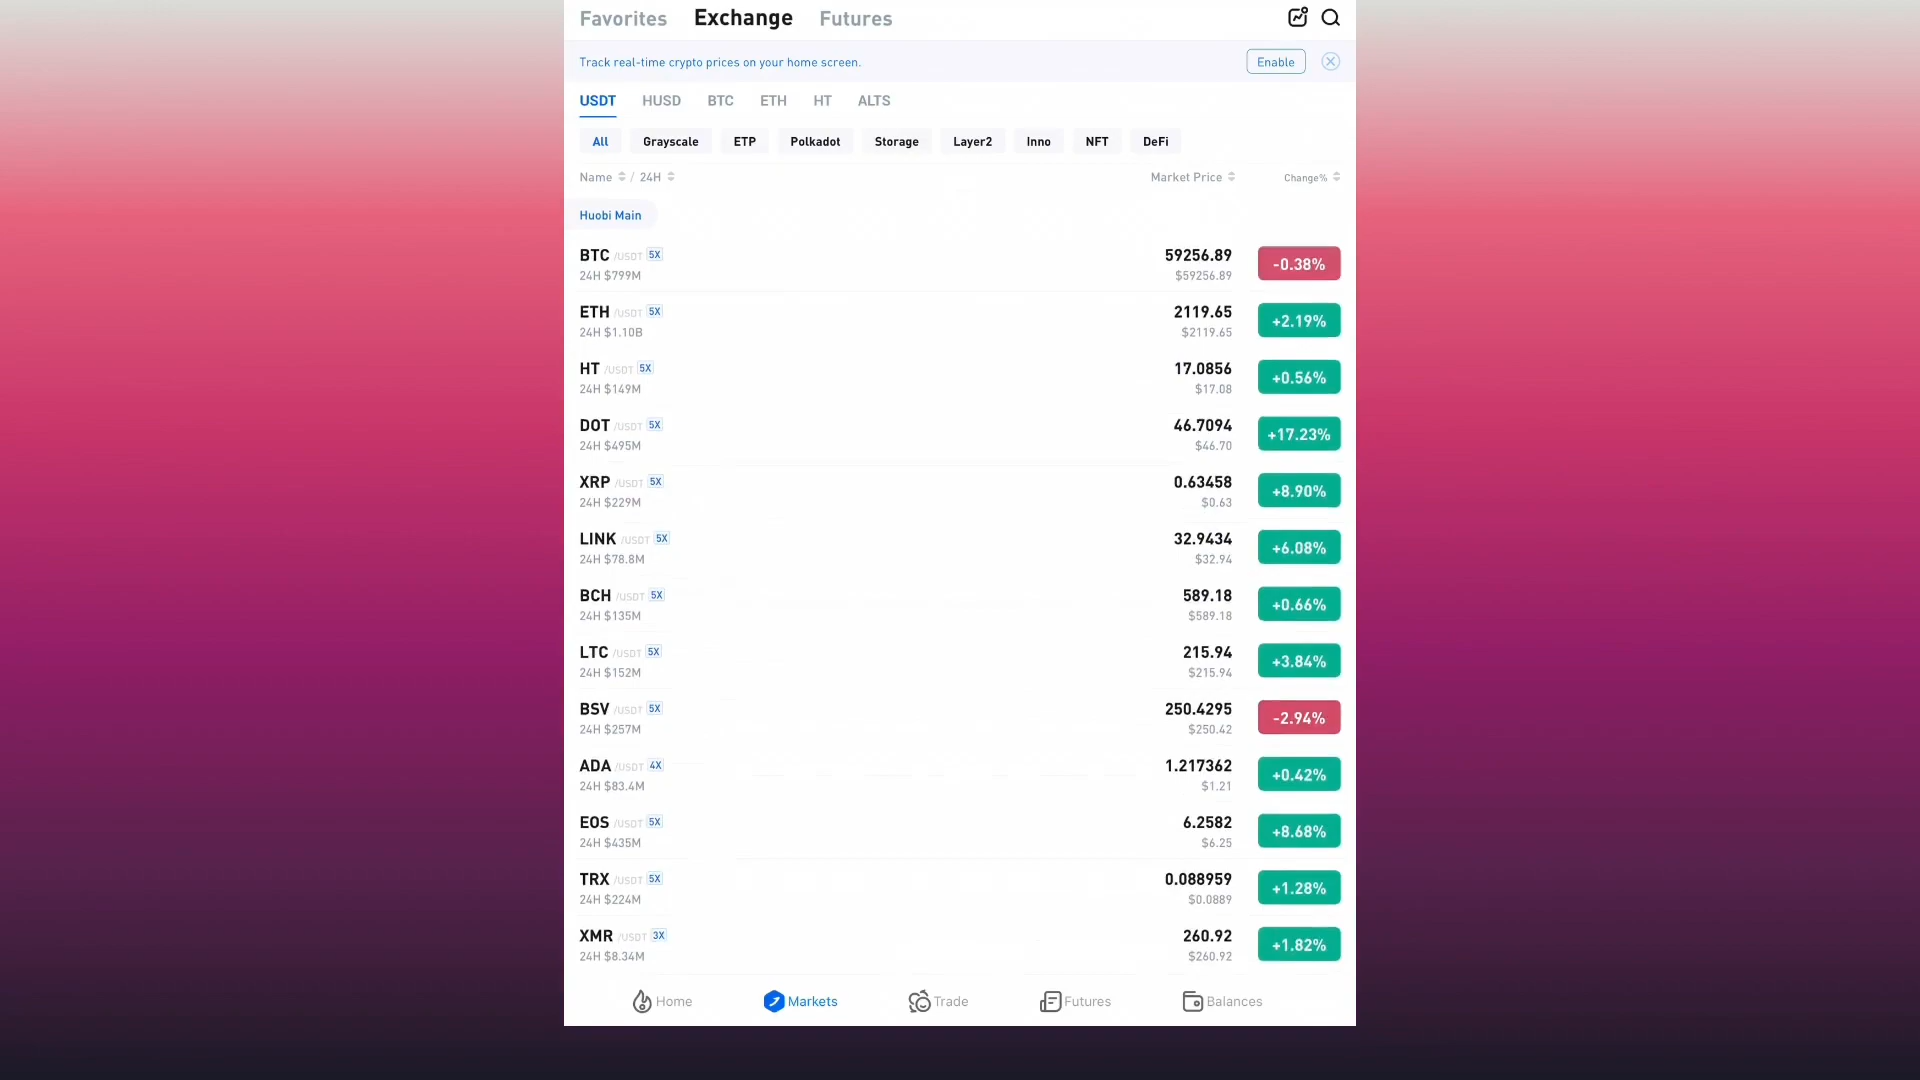 Favorites Exchange Futures
Track real-time crypto prices on your home screen. Enable
USDT HUSD BTC ETH HT ALTS
All Grayscale ETP Polkadot Storage Layer2 Inno NFT DeFi
Name / 24H Market Price Change%
Huobi Main
BTC /USDT 5X 59256.89 -0.38%
24H $799M $59256.89
ETH /USDT 5X 2119.65 +2.19%
24H $1.10B $2119.65
HT /USDT 5X 17.0856 +0.56%
24H $149M $17.08
DOT /USDT 5X 46.7094 +17.23%
24H $495M $46.70
XRP /USDT 5X 0.63458 +8.90%
24H $229M $0.63
LINK /USDT 5X 32.9434 +6.08%
24H $78.8M $32.94
BCH /USDT 5X 589.18 +0.66%
24H $135M $589.18
LTC /USDT 5X 215.94 +3.84%
24H $152M $215.94
BSV /USDT 5X 250.4295 -2.94%
24H $257M $250.42
ADA /USDT 4X 1.217362 +0.42%
24H $83.4M $1.21
EOS /USDT 5X 6.2582 +8.68%
24H $435M $6.25
TRX /USDT 5X 0.088959 +1.28%
24H $224M $0.0889
XMR /USDT 3X 260.92 +1.82%
24H $8.34M $260.92
Home Markets Trade Futures Balances